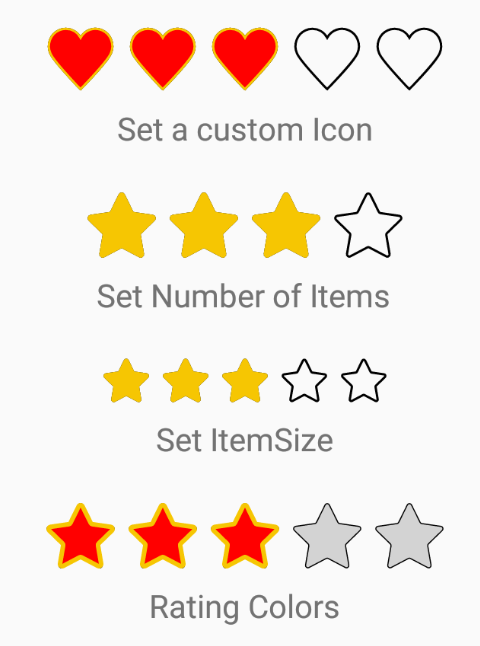 Set a custom Icon
Set Number of Items
Set ItemSize
Rating Colors